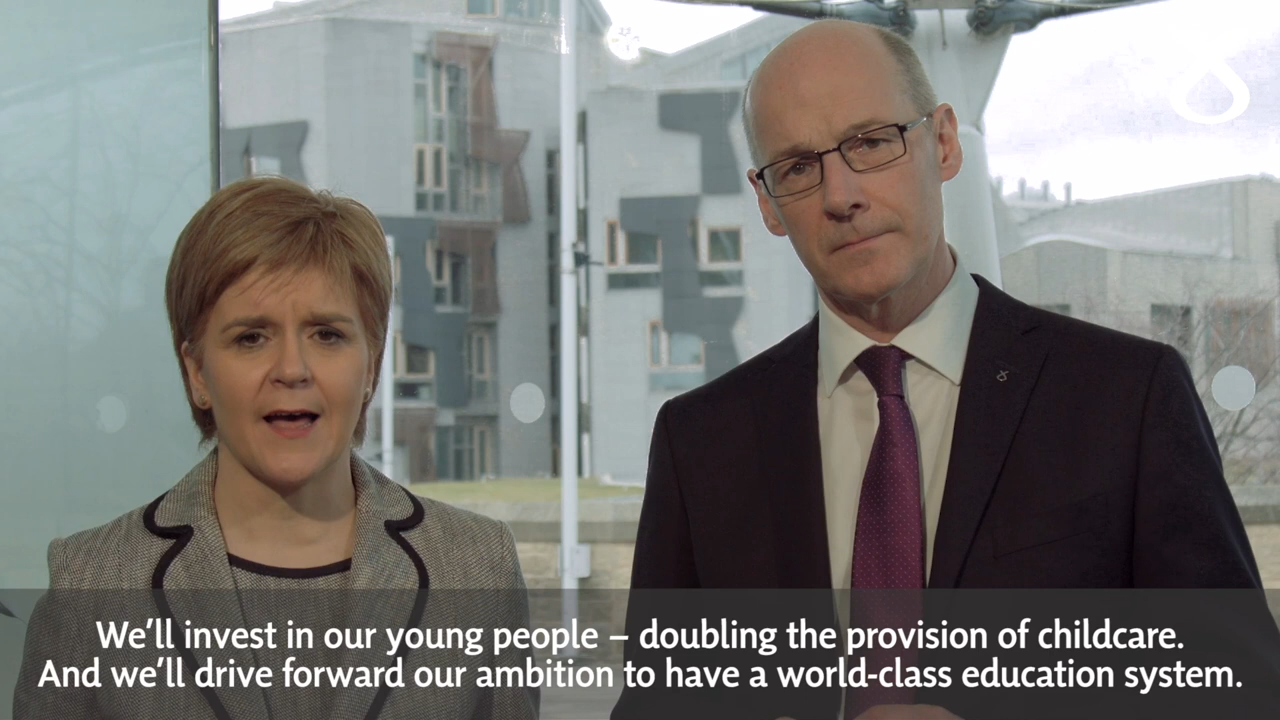 We'll invest in our young people – doubling the provision of childcare.
And we'll drive forward our ambition to have a world-class education system.